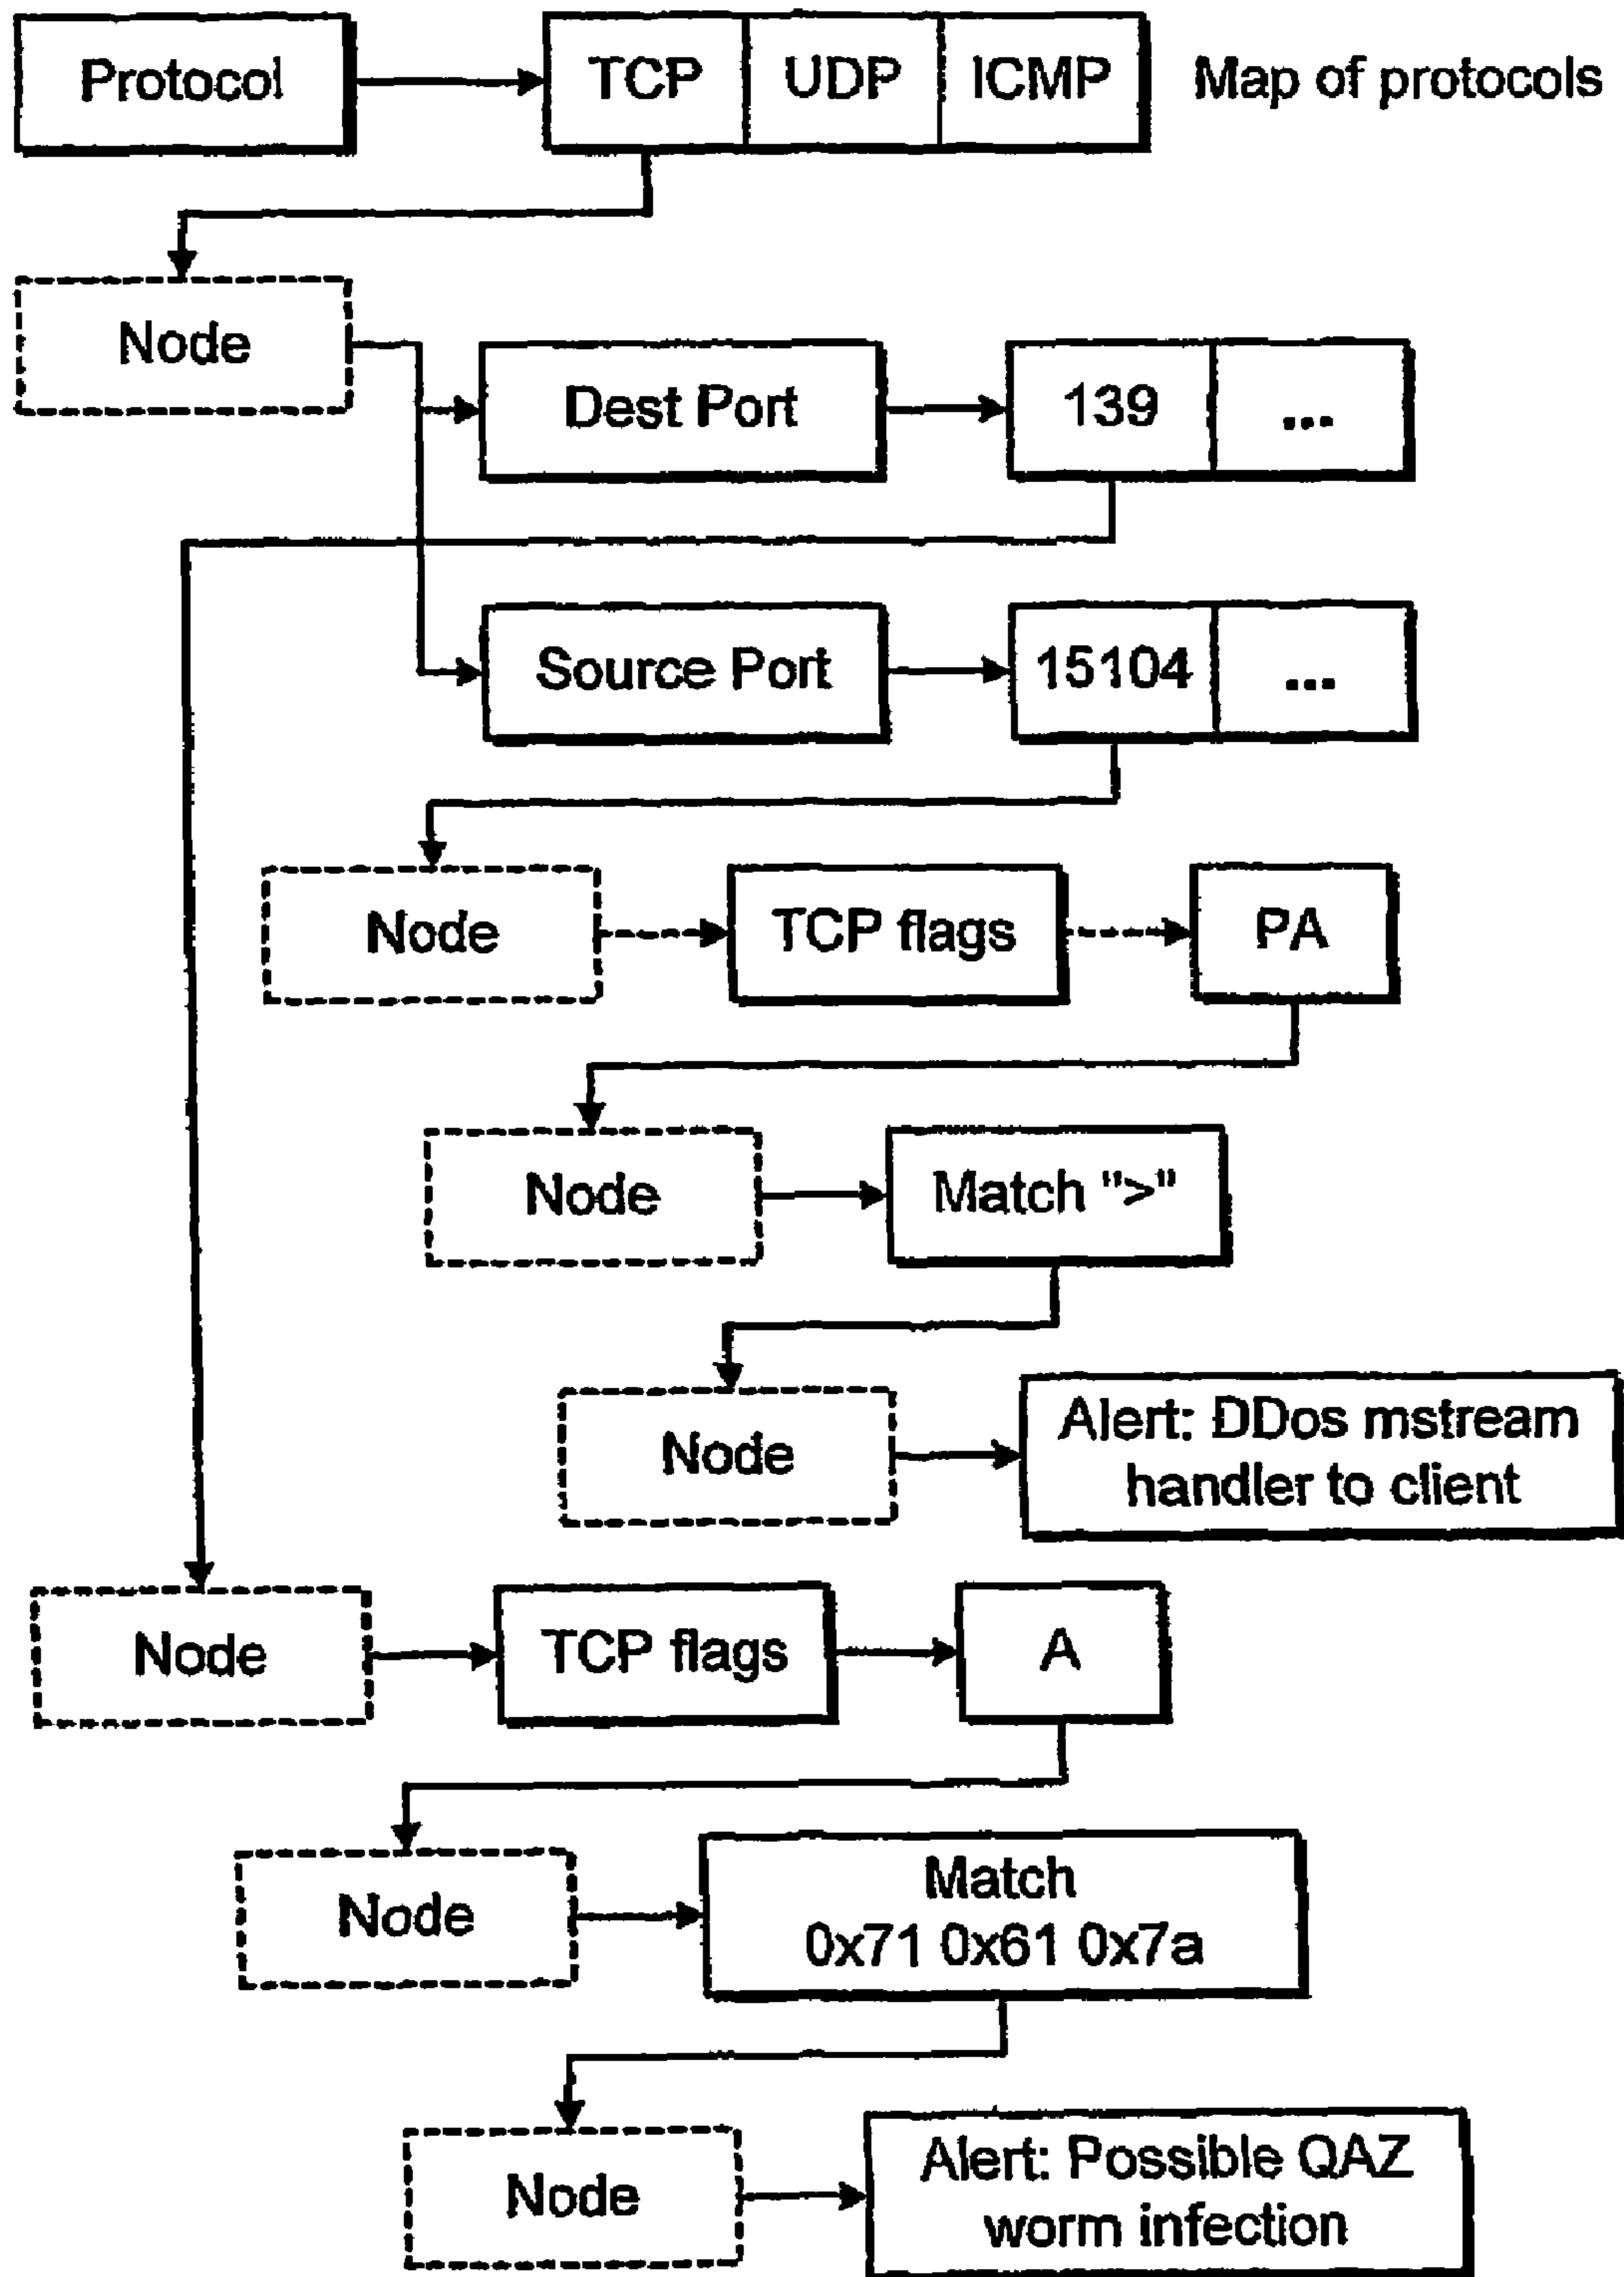 Protocol
TCP UDP ICMP
Map of protocols
Node
Dest Port
139 ...
Source Port
15104 ...
Node
TCP flags
PA
Node
Match ">"
Node
Alert: DDos mstream
handler to client
Node
TCP flags
A
Node
Match
0x71 0x61 0x7a
Node
Alert: Possible QAZ
worm infection